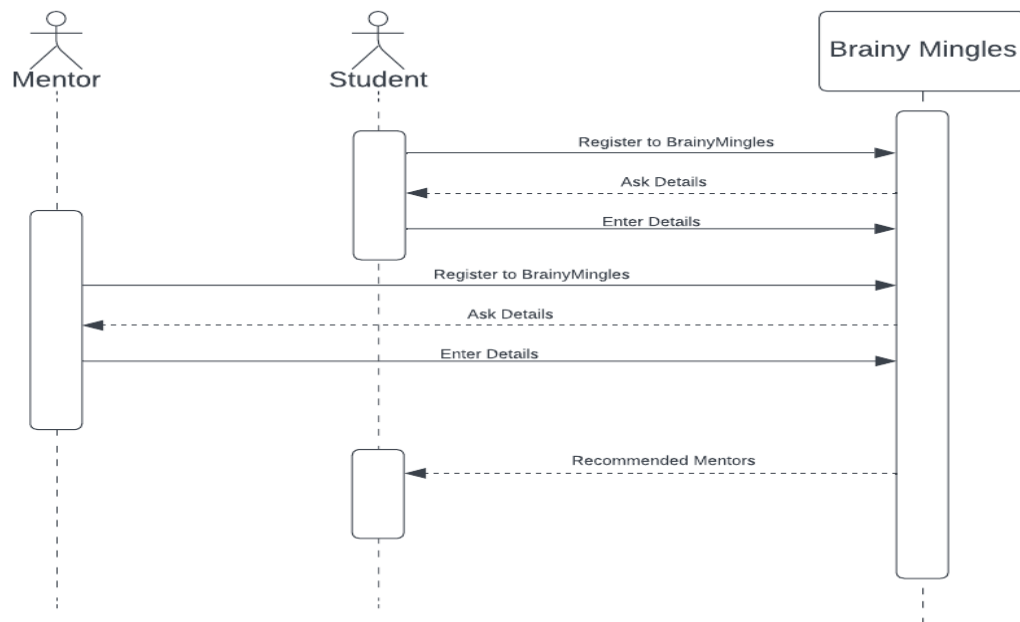 Mentor
Student
Brainy Mingles
Register to BrainyMingles
Ask Details
Enter Details
Register to BrainyMingles
Ask Details
Enter Details
Recommended Mentors